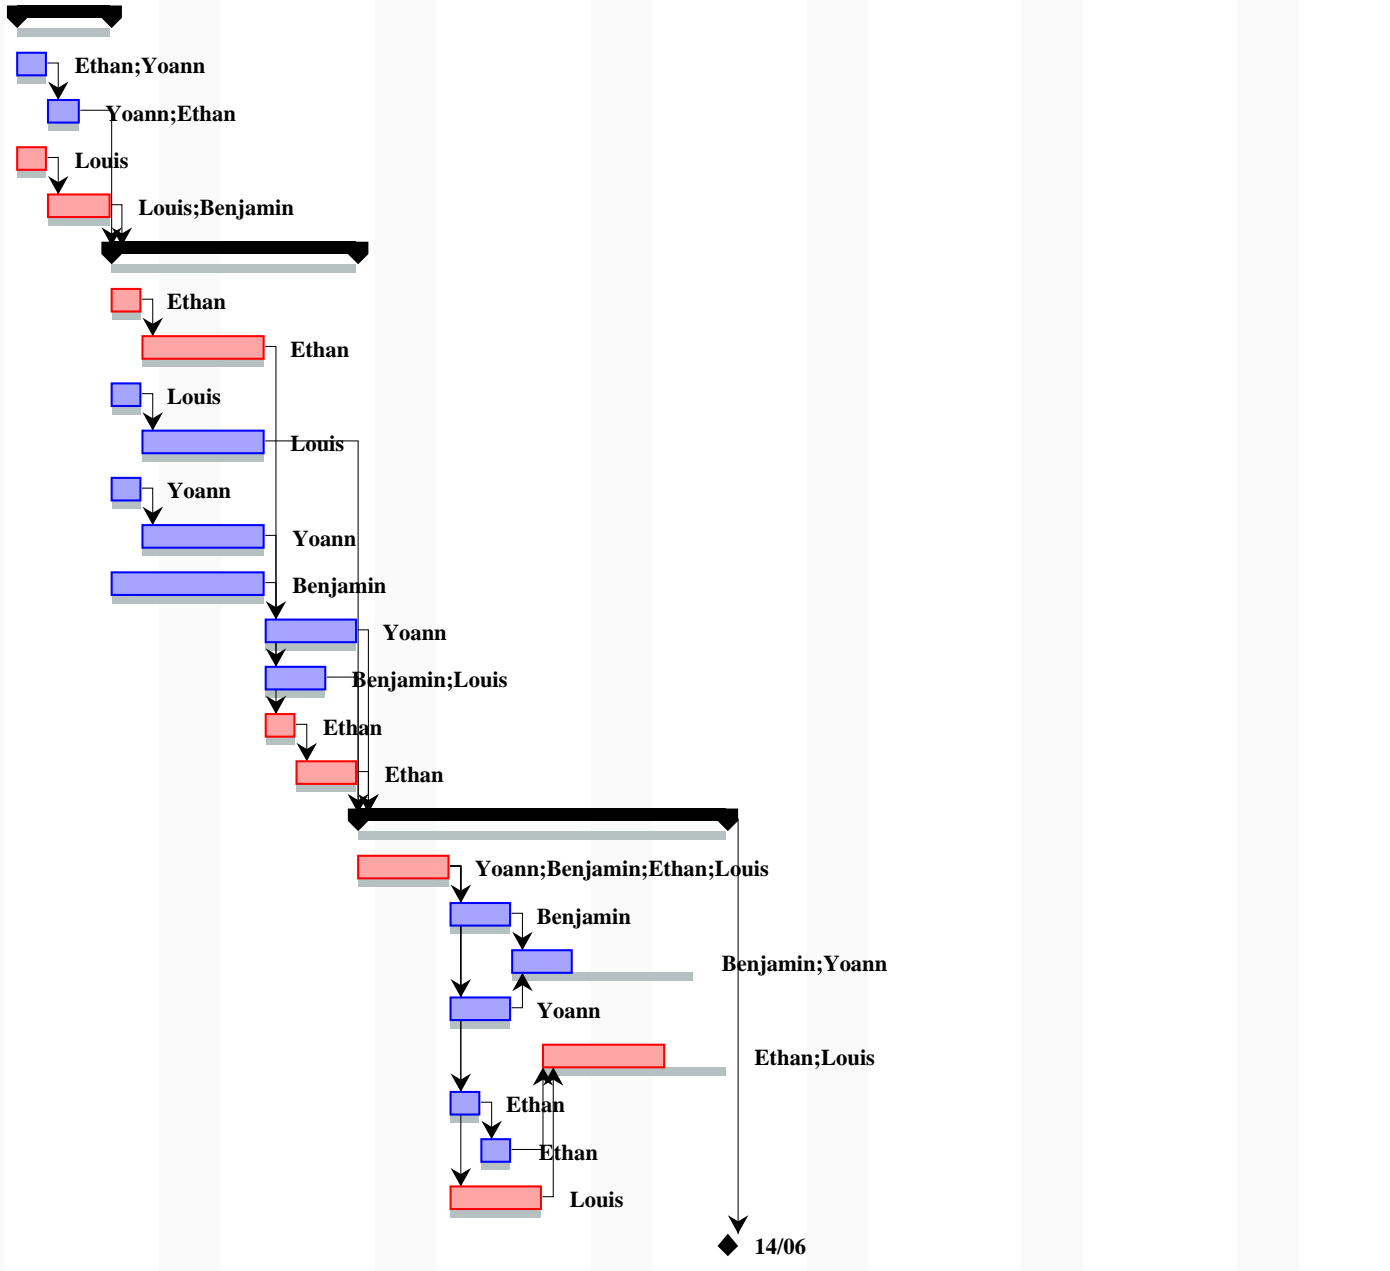 Ethan;Yoann
Yoann;Ethan
Louis
Louis;Benjamin
Ethan
Ethan
Louis
Louis
Yoann
Yoann
Benjamin
Yoann
Benjamin;Louis
Ethan
Ethan
Yoann;Benjamin;Ethan;Louis
Benjamin
Benjamin;Yoann
Yoann
Ethan;Louis
Ethan
Ethan
Louis
14/06